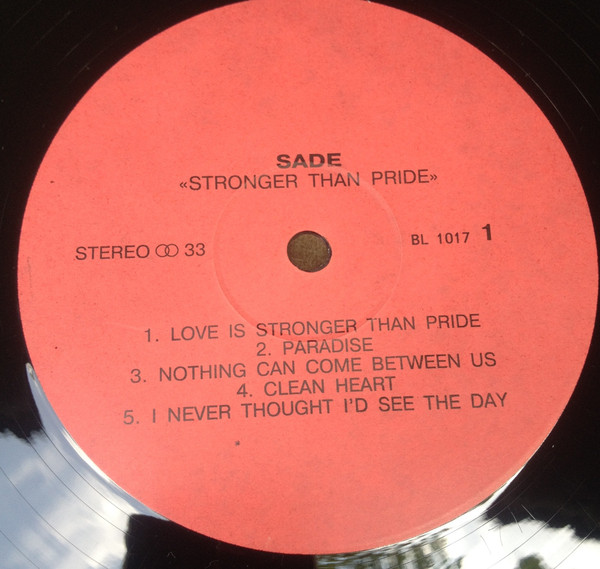 SADE
«STRONGER THAN PRIDE»
STEREO ꝏ 33
BL 1017 1
1. LOVE IS STRONGER THAN PRIDE
2. PARADISE
3. NOTHING CAN COME BETWEEN US
4. CLEAN HEART
5. I NEVER THOUGHT I'D SEE THE DAY